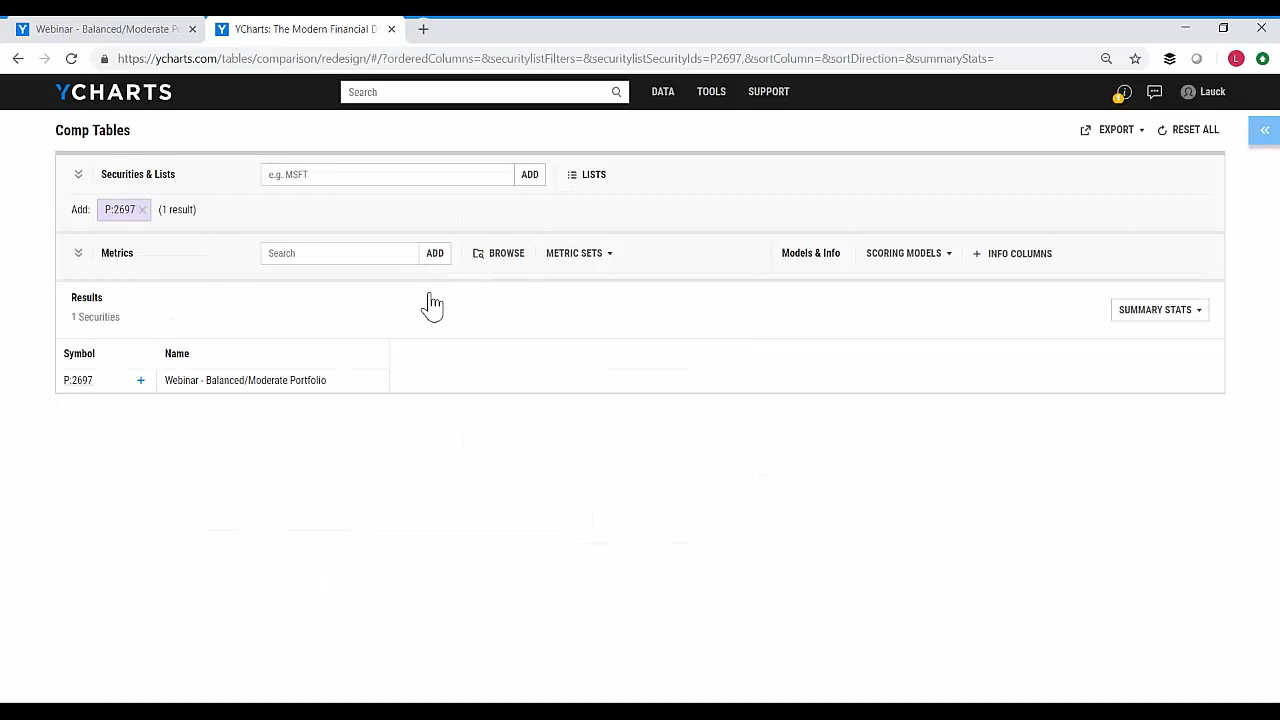 Webinar - Balanced/Moderate P
YCharts: The Modern Financial D
https://ycharts.com/tables/comparison/redesign/#/?orderedColumns=&securitylistFilters=&securitylistSecurityIds=P2697,&sortColumn=&sortDirection=&summaryStats=
L
YCHARTS
Search
DATA
TOOLS
SUPPORT
1
Lauck
Comp Tables
EXPORT
RESET ALL
Securities & Lists
e.g. MSFT
ADD
LISTS
Add:
P:2697
(1 result)
Metrics
Search
ADD
BROWSE
METRIC SETS
Models & Info
SCORING MODELS
INFO COLUMNS
Results
1 Securities
SUMMARY STATS
Symbol
Name
P:2697
Webinar - Balanced/Moderate Portfolio